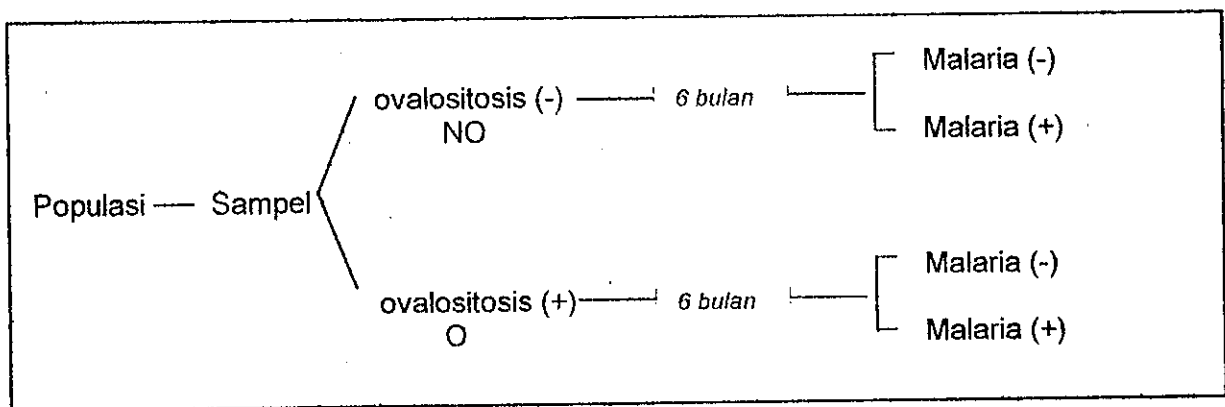 Malaria (-)
ovalositosis (-) 6 bulan
NO
Malaria (+)
Populasi Sampel
Malaria (-)
ovalositosis (+) 6 bulan
O
Malaria (+)